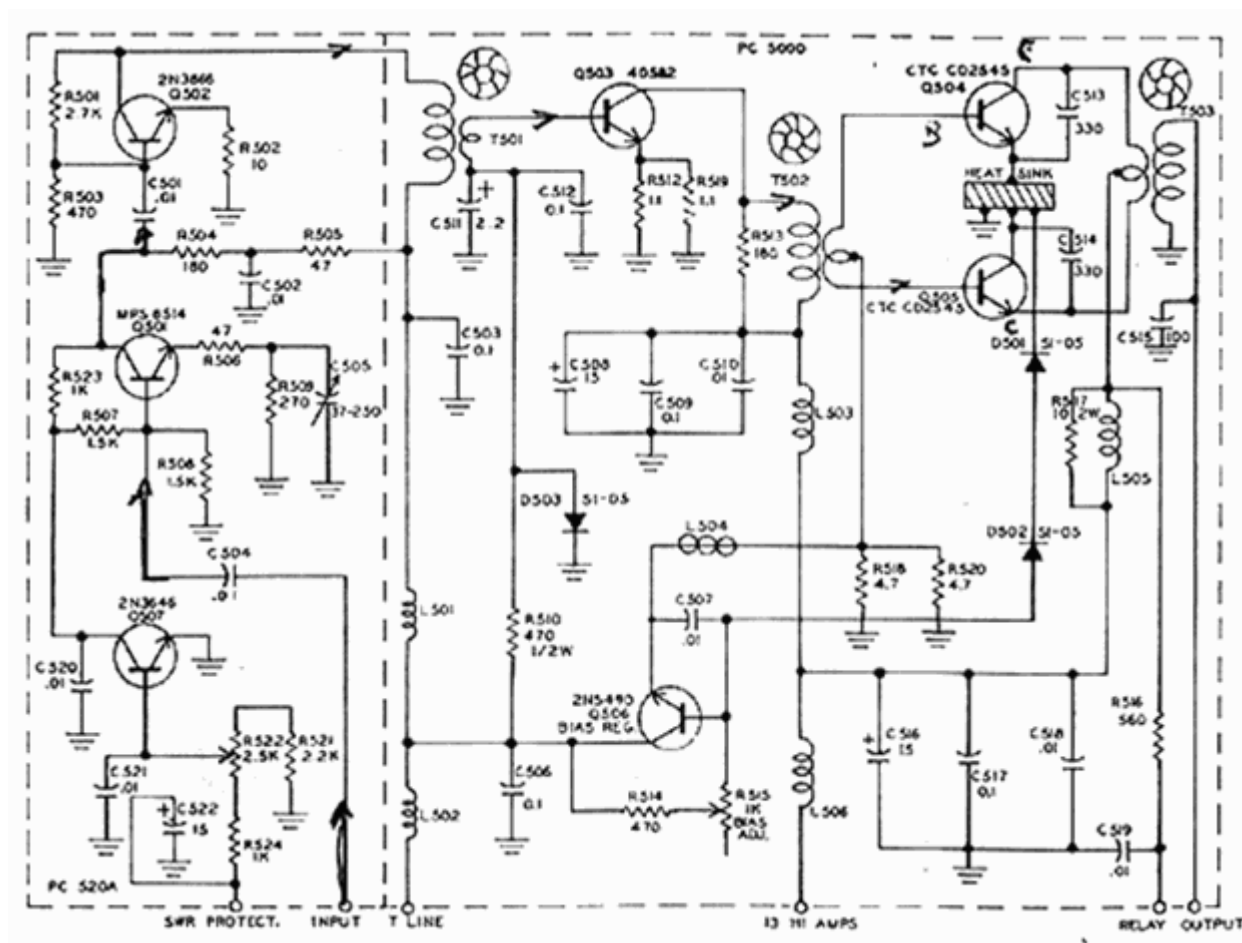 PC 5000
2N3866
Q502
R501
2.7K
R502
10
R503
470
C501
.01
R504
180
R505
47
C502
.01
MPS 6514
Q501
47
R506
R523
1K
R507
1.5K
R508
1.5K
R509
270
C505
37-250
C504
.01
2N3646
Q507
C520
.01
C521
.01
R522
2.5K
R521
2.2K
C522
15
R524
1K
PC 520A
T501
C511
2.2
C512
0.1
Q503 40582
R512
1.1
R519
1.1
T502
R513
180
C503
0.1
C508
15
C509
0.1
C510
.01
L503
D503
S1-05
L504
L501
R510
470
1/2W
C507
.01
2N5490
Q506
BIAS REG.
L502
C506
0.1
R514
470
R515
1K
BIAS
ADJ.
L506
CTC CD2545
Q504
B
C513
330
T503
HEAT SINK
C514
330
Q505
CTC CD2545
C
D501
S1-05
C515
100
R517
10 2W
L505
D502
S1-05
R518
4.7
R520
4.7
C516
15
C517
0.1
C518
.01
R516
560
C519
.01
SWR PROTECT.
INPUT
T LINE
13 HI AMPS
RELAY
OUTPUT